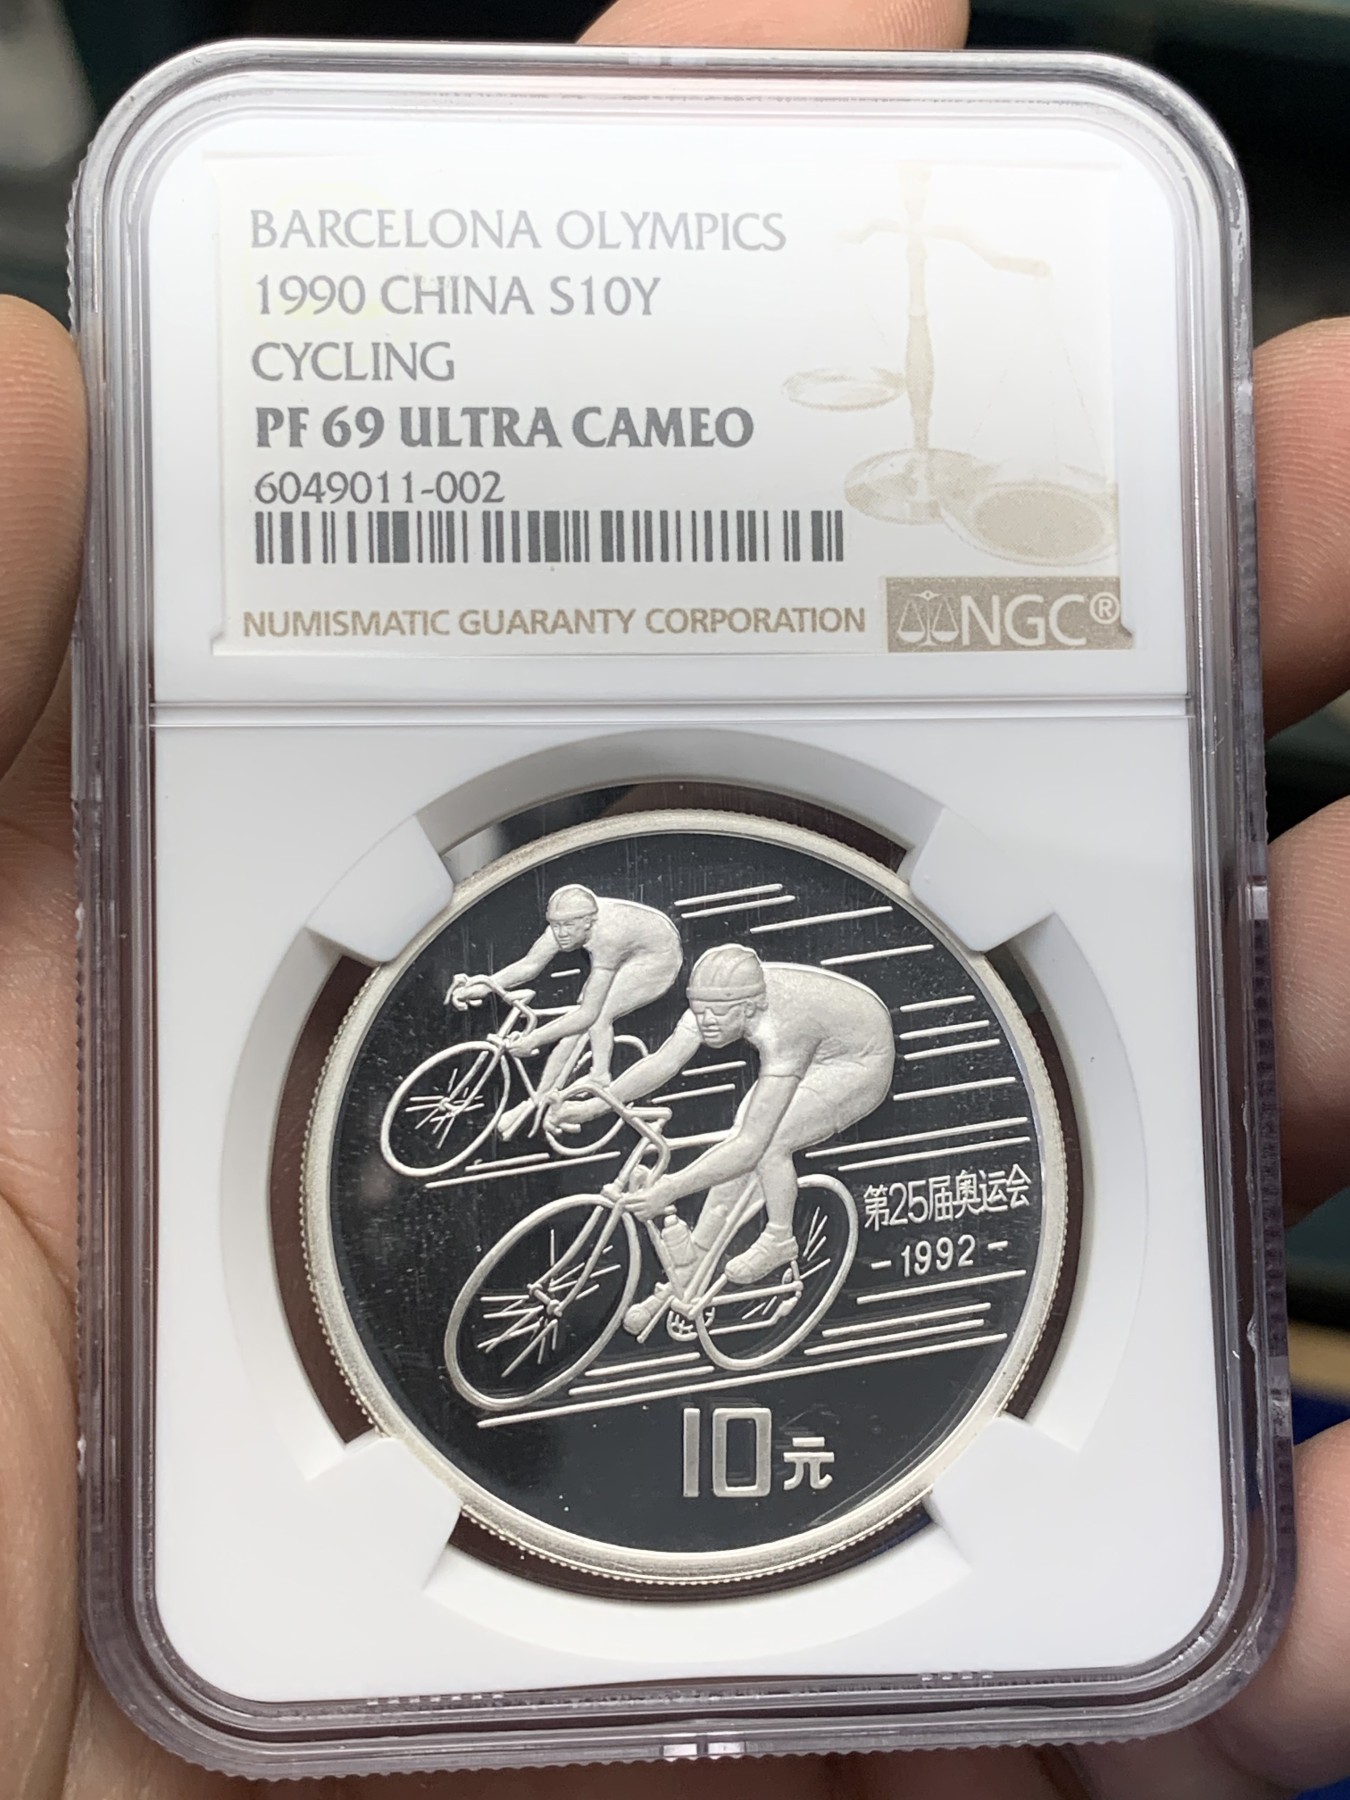 BARCELONA OLYMPICS
1990 CHINA S10Y
CYCLING
PF 69 ULTRA CAMEO
6049011-002
NUMISMATIC GUARANTY CORPORATION NGC®
第25届奥运会
-1992-
10元